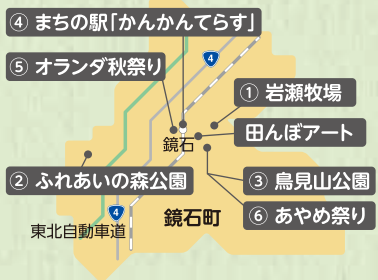 ④ まちの駅「かんかんてらす」
4
⑤ オランダ秋祭り
① 岩瀬牧場
田んぼアート
鏡石
② ふれあいの森公園
③ 鳥見山公園
4
鏡石町
⑥ あやめ祭り
東北自動車道